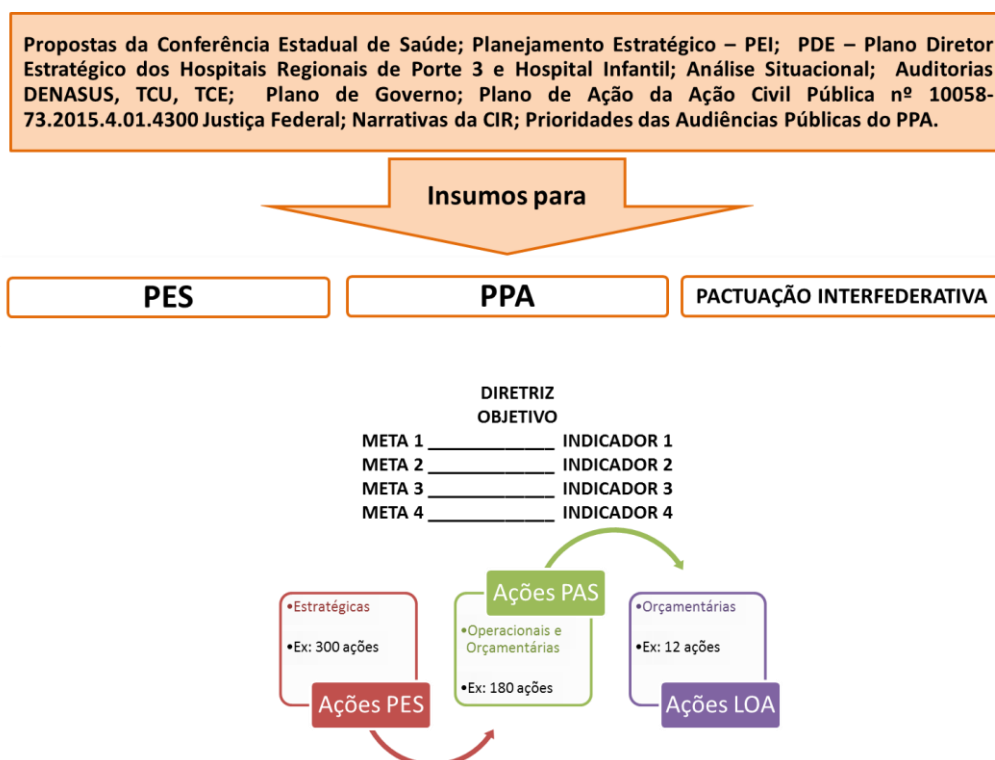 Propostas da Conferência Estadual de Saúde; Planejamento Estratégico – PEI; PDE – Plano Diretor
Estratégico dos Hospitais Regionais de Porte 3 e Hospital Infantil; Análise Situacional; Auditorias
DENASUS, TCU, TCE; Plano de Governo; Plano de Ação da Ação Civil Pública nº 10058-
73.2015.4.01.4300 Justiça Federal; Narrativas da CIR; Prioridades das Audiências Públicas do PPA.
Insumos para
PES
PPA
PACTUAÇÃO INTERFEDERATIVA
DIRETRIZ
OBJETIVO
META 1 ______________ INDICADOR 1
META 2 ______________ INDICADOR 2
META 3 ______________ INDICADOR 3
META 4 ______________ INDICADOR 4
•Estratégicas
•Ex: 300 ações
Ações PES
Ações PAS
•Operacionais e
Orçamentárias
•Ex: 180 ações
•Orçamentárias
•Ex: 12 ações
Ações LOA